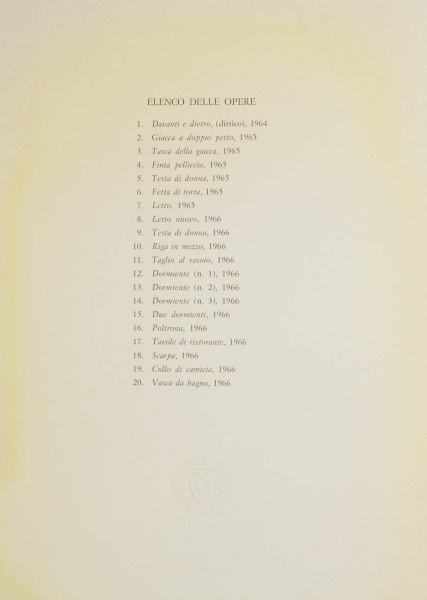 ELENCO DELLE OPERE
1. Davanti e dietro, (dittico), 1964
2. Giacca a doppio petto, 1965
3. Tasca della giacca, 1965
4. Finta pelliccia, 1965
5. Testa di donna, 1965
6. Fetta di torta, 1965
7. Letto, 1965
8. Letto nuovo, 1966
9. Testa di donna, 1966
10. Riga in mezzo, 1966
11. Taglio al rasoio, 1966
12. Dormiente (n. 1), 1966
13. Dormiente (n. 2), 1966
14. Dormiente (n. 3), 1966
15. Due dormienti, 1966
16. Poltrona, 1966
17. Tavolo di ristorante, 1966
18. Scarpa, 1966
19. Collo di camicia, 1966
20. Vasca da bagno, 1966